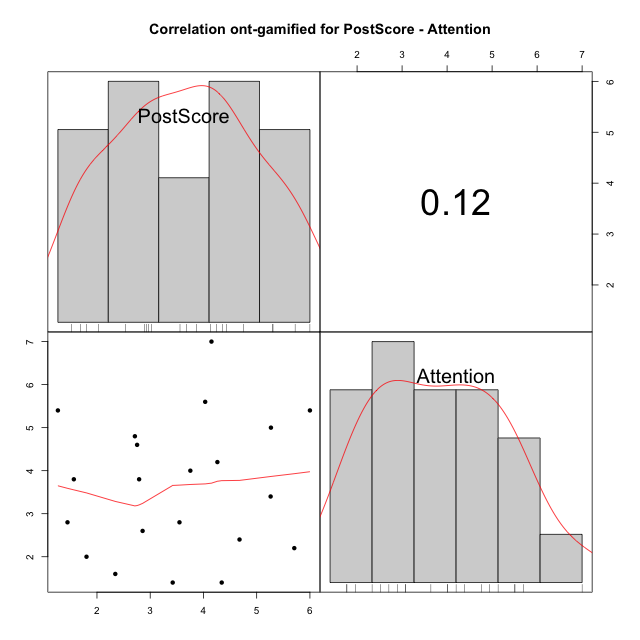 Correlation ont-gamified for PostScore - Attention
2 3 4 5 6 7
PostScore
0.12
6
5
4
3
2
Attention
7
6
5
4
3
2
2 3 4 5 6